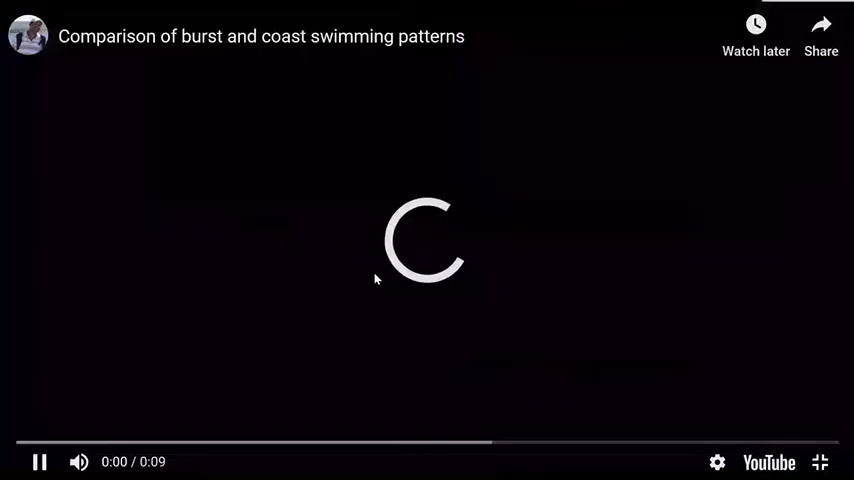 Comparison of burst and coast swimming patterns
Watch later
Share
0:00 / 0:09
YouTube